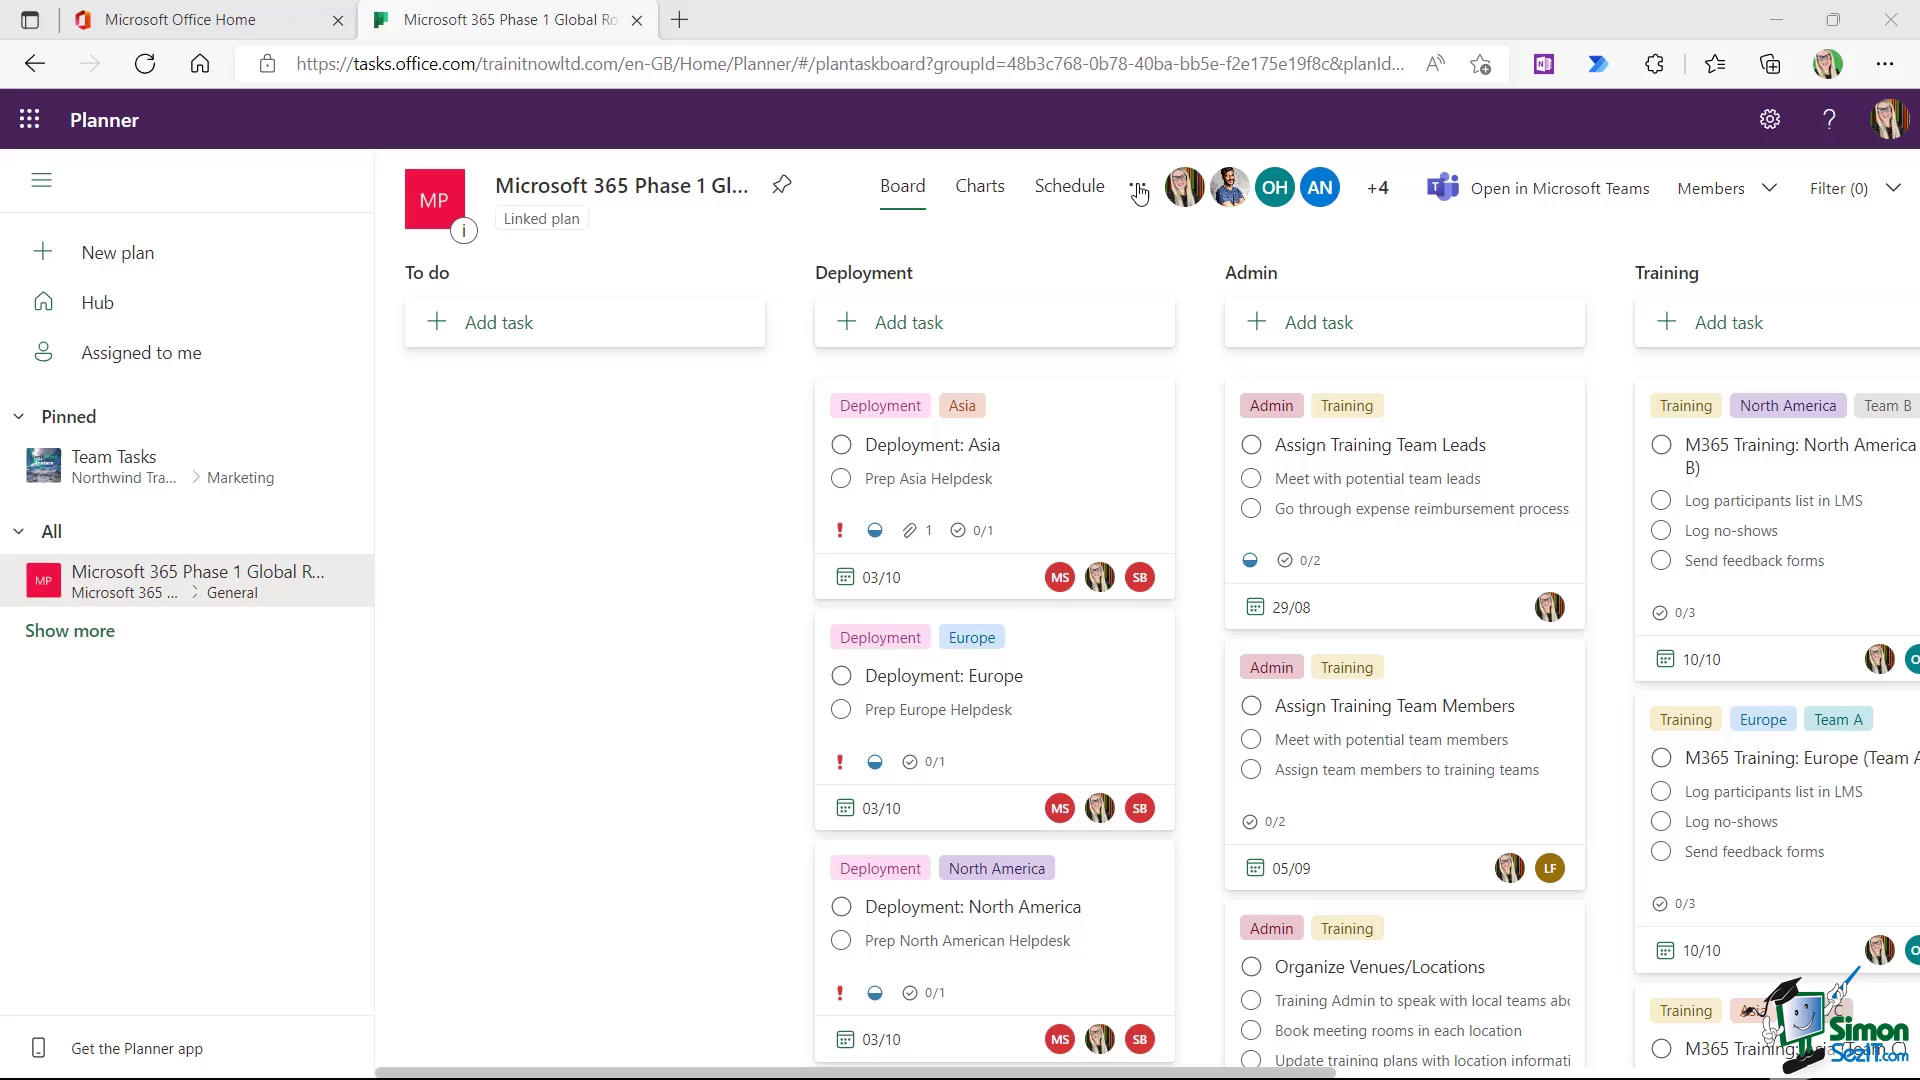 Microsoft Office Home
Microsoft 365 Phase 1 Global Ro
https://tasks.office.com/trainitnowltd.com/en-GB/Home/Planner/#/plantaskboard?groupId=48b3c768-0b78-40ba-bb5e-f2e175e19f8c&planId...
Planner
?
MP
i
Microsoft 365 Phase 1 Gl...
Linked plan
Board
Charts
Schedule
OH
AN
+4
Open in Microsoft Teams
Members
Filter (0)
New plan
Hub
Assigned to me
Pinned
Team Tasks
Northwind Tra... > Marketing
All
MP
Microsoft 365 Phase 1 Global R...
Microsoft 365 ... > General
Show more
Get the Planner app
To do
Add task
Deployment
Add task
Deployment Asia
Deployment: Asia
Prep Asia Helpdesk
1 0/1
03/10
MS SB
Deployment Europe
Deployment: Europe
Prep Europe Helpdesk
0/1
03/10
MS SB
Deployment North America
Deployment: North America
Prep North American Helpdesk
0/1
03/10
MS SB
Admin
Add task
Admin Training
Assign Training Team Leads
Meet with potential team leads
Go through expense reimbursement process
0/2
29/08
Admin Training
Assign Training Team Members
Meet with potential team members
Assign team members to training teams
0/2
05/09
LF
Admin Training
Organize Venues/Locations
Training Admin to speak with local teams abo
Book meeting rooms in each location
Update training plans with location informati
Training
Add task
Training North America Team B
M365 Training: North America
B)
Log participants list in LMS
Log no-shows
Send feedback forms
0/3
10/10
Training Europe Team A
M365 Training: Europe (Team A
Log participants list in LMS
Log no-shows
Send feedback forms
0/3
10/10
Training
M365 Training:
Simon
SezIT.com